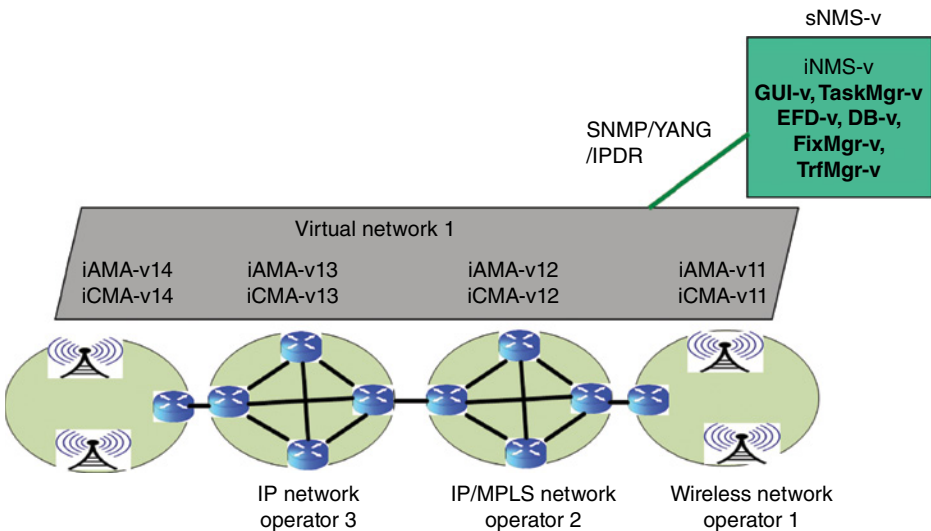 sNMS-v
iNMS-v
GUI-v, TaskMgr-v
EFD-v, DB-v,
FixMgr-v,
TrfMgr-v
SNMP/YANG
/IPDR
Virtual network 1
iAMA-v14
iCMA-v14
iAMA-v13
iCMA-v13
iAMA-v12
iCMA-v12
iAMA-v11
iCMA-v11
IP network
operator 3
IP/MPLS network
operator 2
Wireless network
operator 1